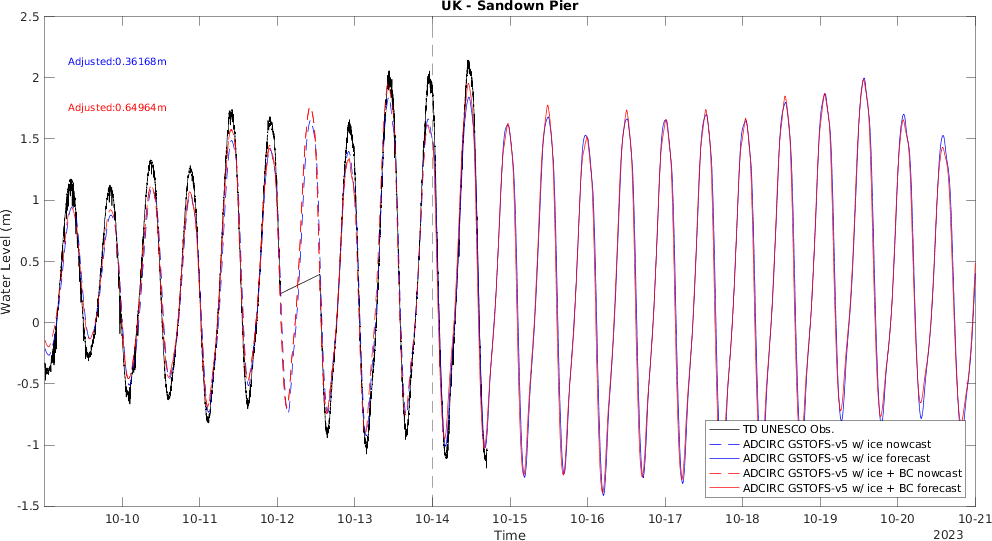 UK - Sandown Pier
2.5
2
1.5
1
0.5
0
-0.5
-1
-1.5
Water Level (m)
Adjusted:0.36168m
Adjusted:0.64964m
TD UNESCO Obs.
ADCIRC GSTOFS-v5 w/ ice nowcast
ADCIRC GSTOFS-v5 w/ ice forecast
ADCIRC GSTOFS-v5 w/ ice + BC nowcast
ADCIRC GSTOFS-v5 w/ ice + BC forecast
10-10 10-11 10-12 10-13 10-14 10-15 10-16 10-17 10-18 10-19 10-20 10-21
Time
2023